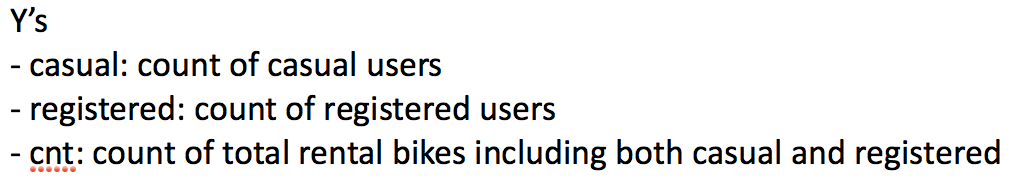 Y’s
- casual: count of casual users
- registered: count of registered users
- cnt: count of total rental bikes including both casual and registered